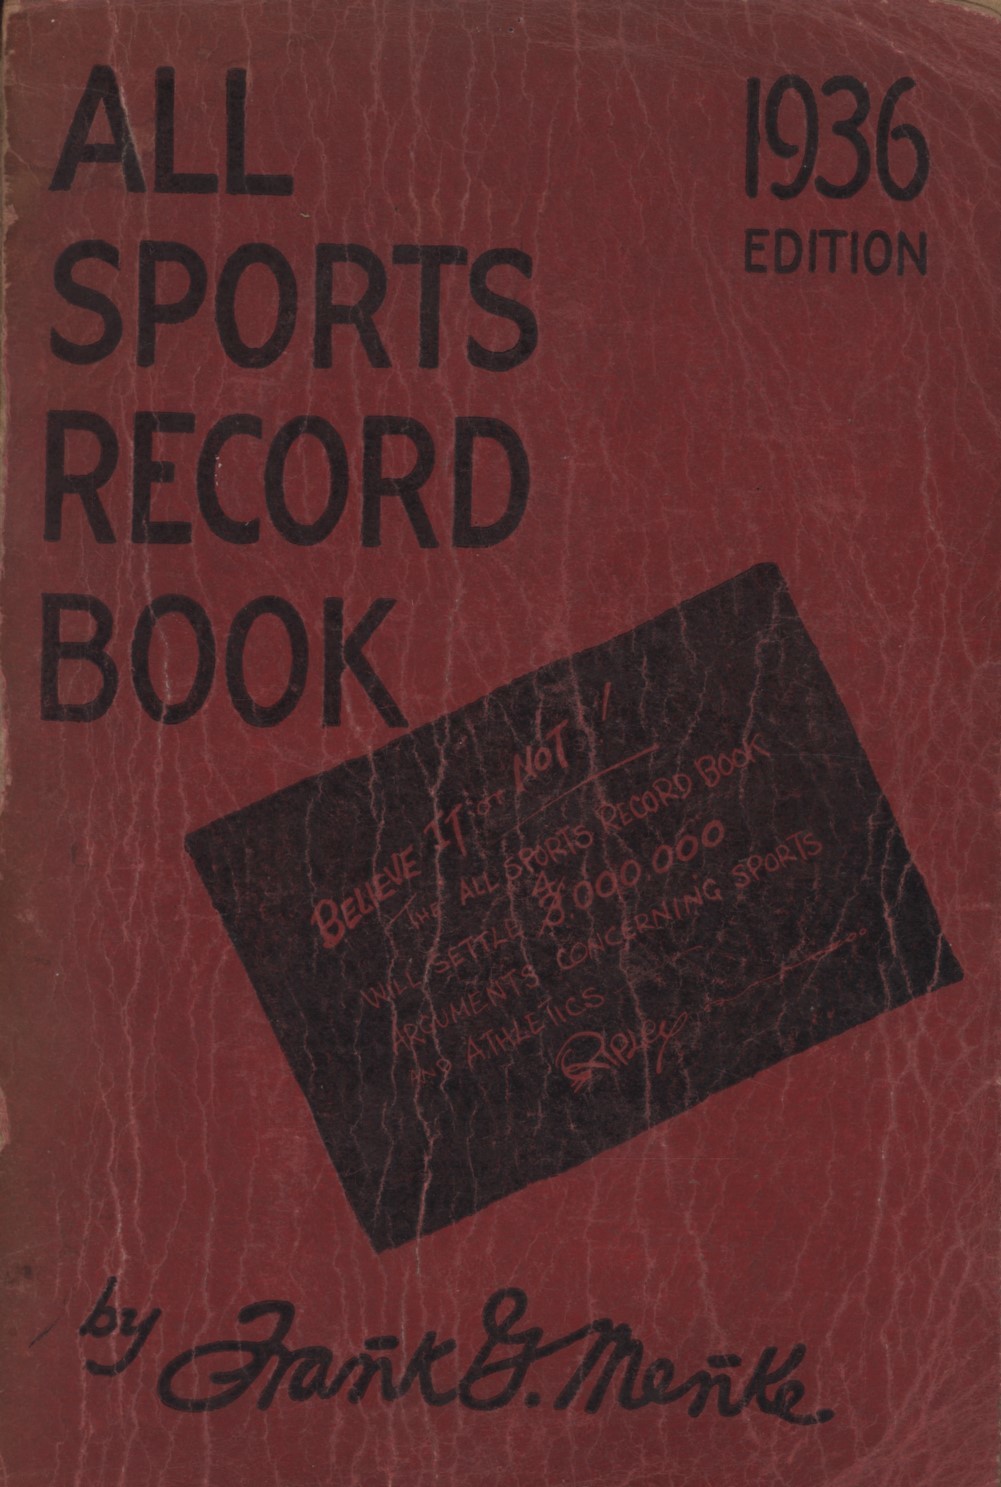 ALL
SPORTS
RECORD
BOOK
1936
EDITION
BELIEVE IT or NOT!
THE ALL SPORTS RECORD BOOK
WILL SETTLE 3.000.000
ARGUMENTS CONCERNING SPORTS
AND ATHLETICS
RIPLEY
by Frank G. Menke.